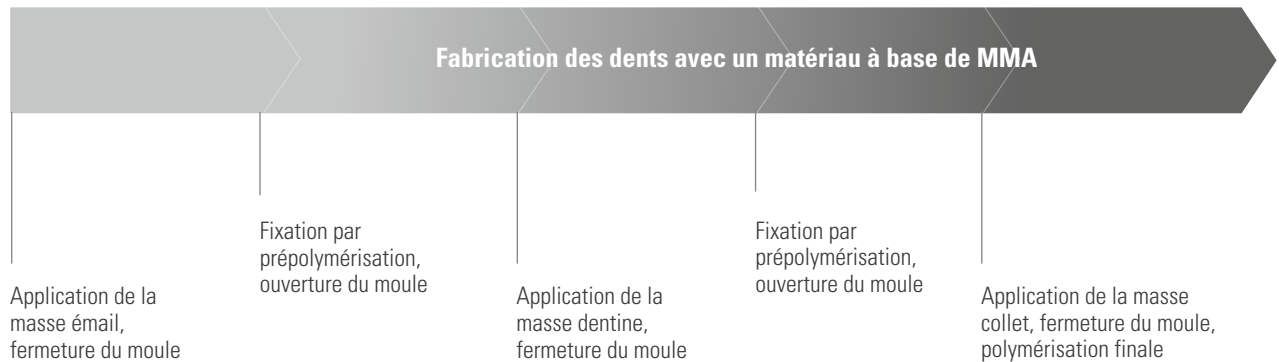 Fabrication des dents avec un matériau à base de MMA
Application de la
masse émail,
fermeture du moule
Fixation par
prépolymérisation,
ouverture du moule
Application de la
masse dentine,
fermeture du moule
Fixation par
prépolymérisation,
ouverture du moule
Application de la masse
collet, fermeture du moule,
polymérisation finale